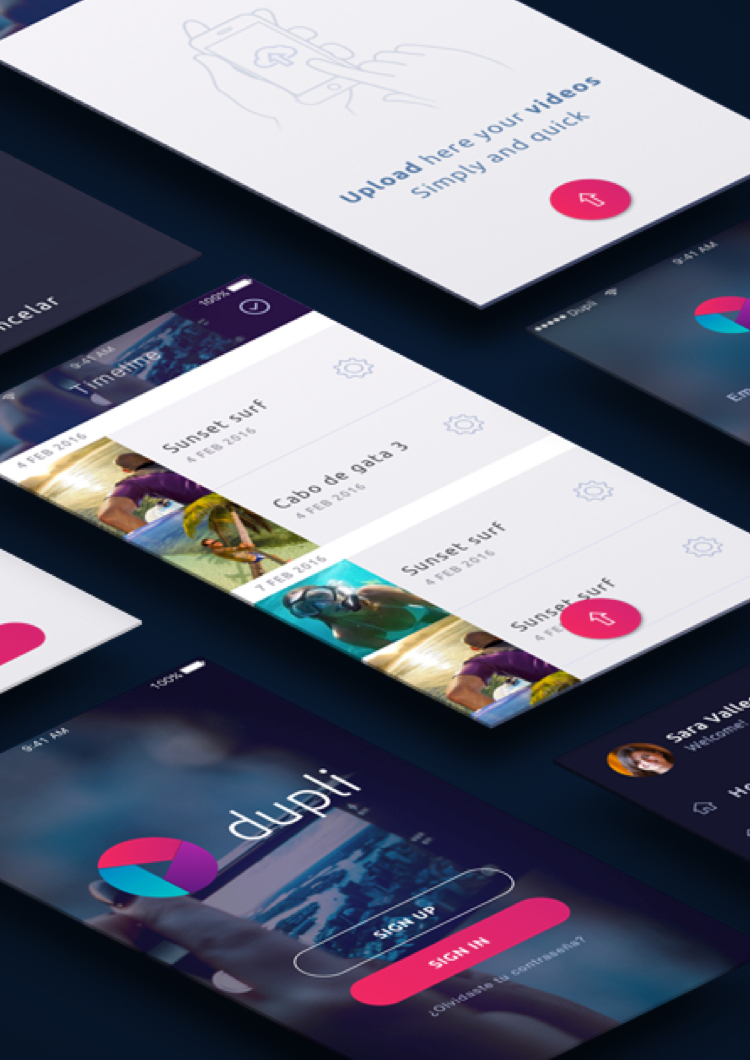 Upload here your videos
Simply and quick
ncelar
100%
9:41 AM
Timeline
4 FEB 2016
Sunset surf
4 FEB 2016
Cabo de gata 3
4 FEB 2016
7 FEB 2016
Sunset surf
4 FEB 2016
Sunset surf
4 FE
9:41 AM
Dupli
Em
Sara Valle
Welcome!
Ho
100%
9:41 AM
dupli
SIGN UP
SIGN IN
¿Olvidaste tu contraseña?